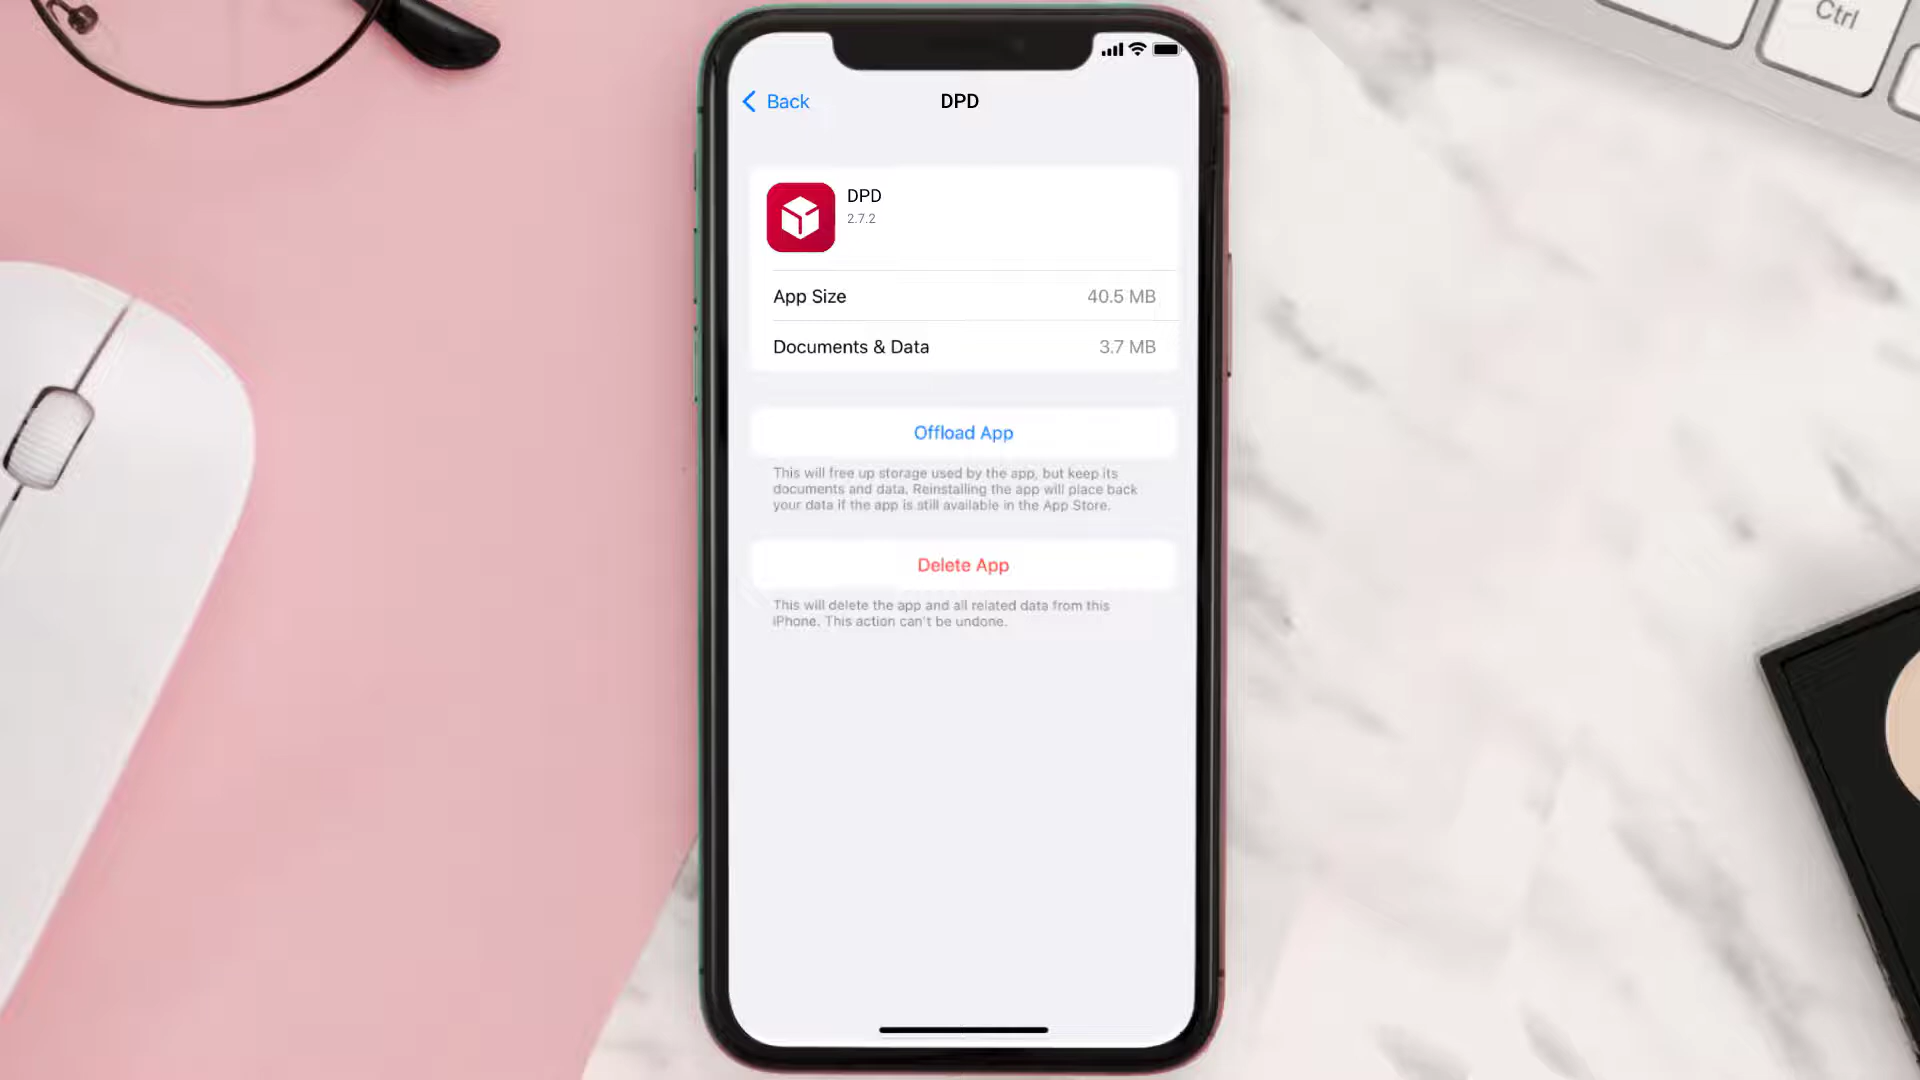 Ctrl
Back
DPD
DPD
2.7.2
App Size
40.5 MB
Documents & Data
3.7 MB
Offload App
This will free up storage used by the app, but keep its
documents and data. Reinstalling the app will place back
your data if the app is still available in the App Store.
Delete App
This will delete the app and all related data from this
iPhone. This action can't be undone.